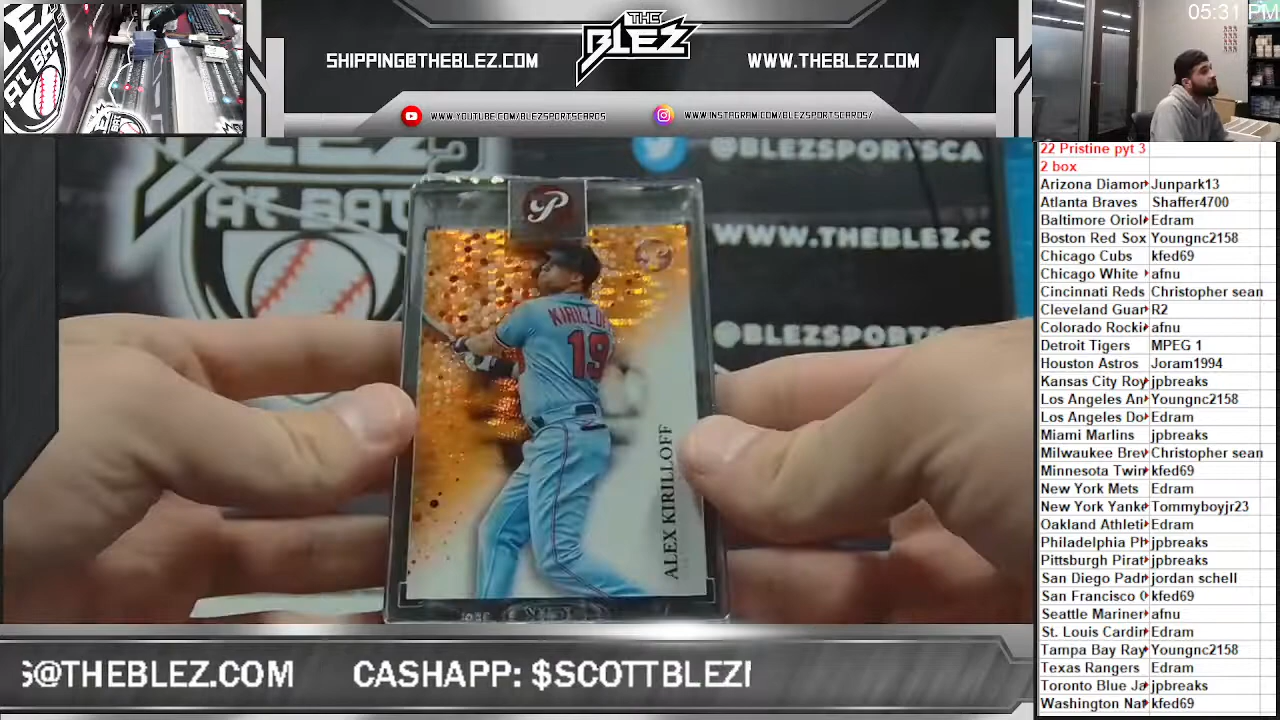 05:31 PM
THE
BLEZ
SHIPPING@THEBLEZ.COM
WWW.THEBLEZ.COM
WWW.YOUTUBE.COM/BLEZSPORTSCARDS
WWW.INSTAGRAM.COM/BLEZSPORTSCARDS/
BLEZ
AT BAT
@BLEZSPORTSCA
WWW.THEBLEZ.C
@BLEZSPORTS
P
19
ALEX KIRILLOFF
22 Pristine pyt 3
2 box
Arizona Diamor Junpark13
Atlanta Braves Shaffer4700
Baltimore Oriol Edram
Boston Red Sox Youngnc2158
Chicago Cubs kfed69
Chicago White afnu
Cincinnati Reds Christopher sean
Cleveland Guar R2
Colorado Rocki afnu
Detroit Tigers MPEG 1
Houston Astros Joram1994
Kansas City Roy jpbreaks
Los Angeles An Youngnc2158
Los Angeles Do Edram
Miami Marlins jpbreaks
Milwaukee Brev Christopher sean
Minnesota Twin kfed69
New York Mets Edram
New York Yanke Tommyboyjr23
Oakland Athleti Edram
Philadelphia Ph jpbreaks
Pittsburgh Pirat jpbreaks
San Diego Padr jordan schell
San Francisco kfed69
Seattle Mariner afnu
St. Louis Cardin Edram
Tampa Bay Ray Youngnc2158
Texas Rangers Edram
Toronto Blue Ja jpbreaks
Washington Nat kfed69
@THEBLEZ.COM CASHAPP: $SCOTTBLEZ